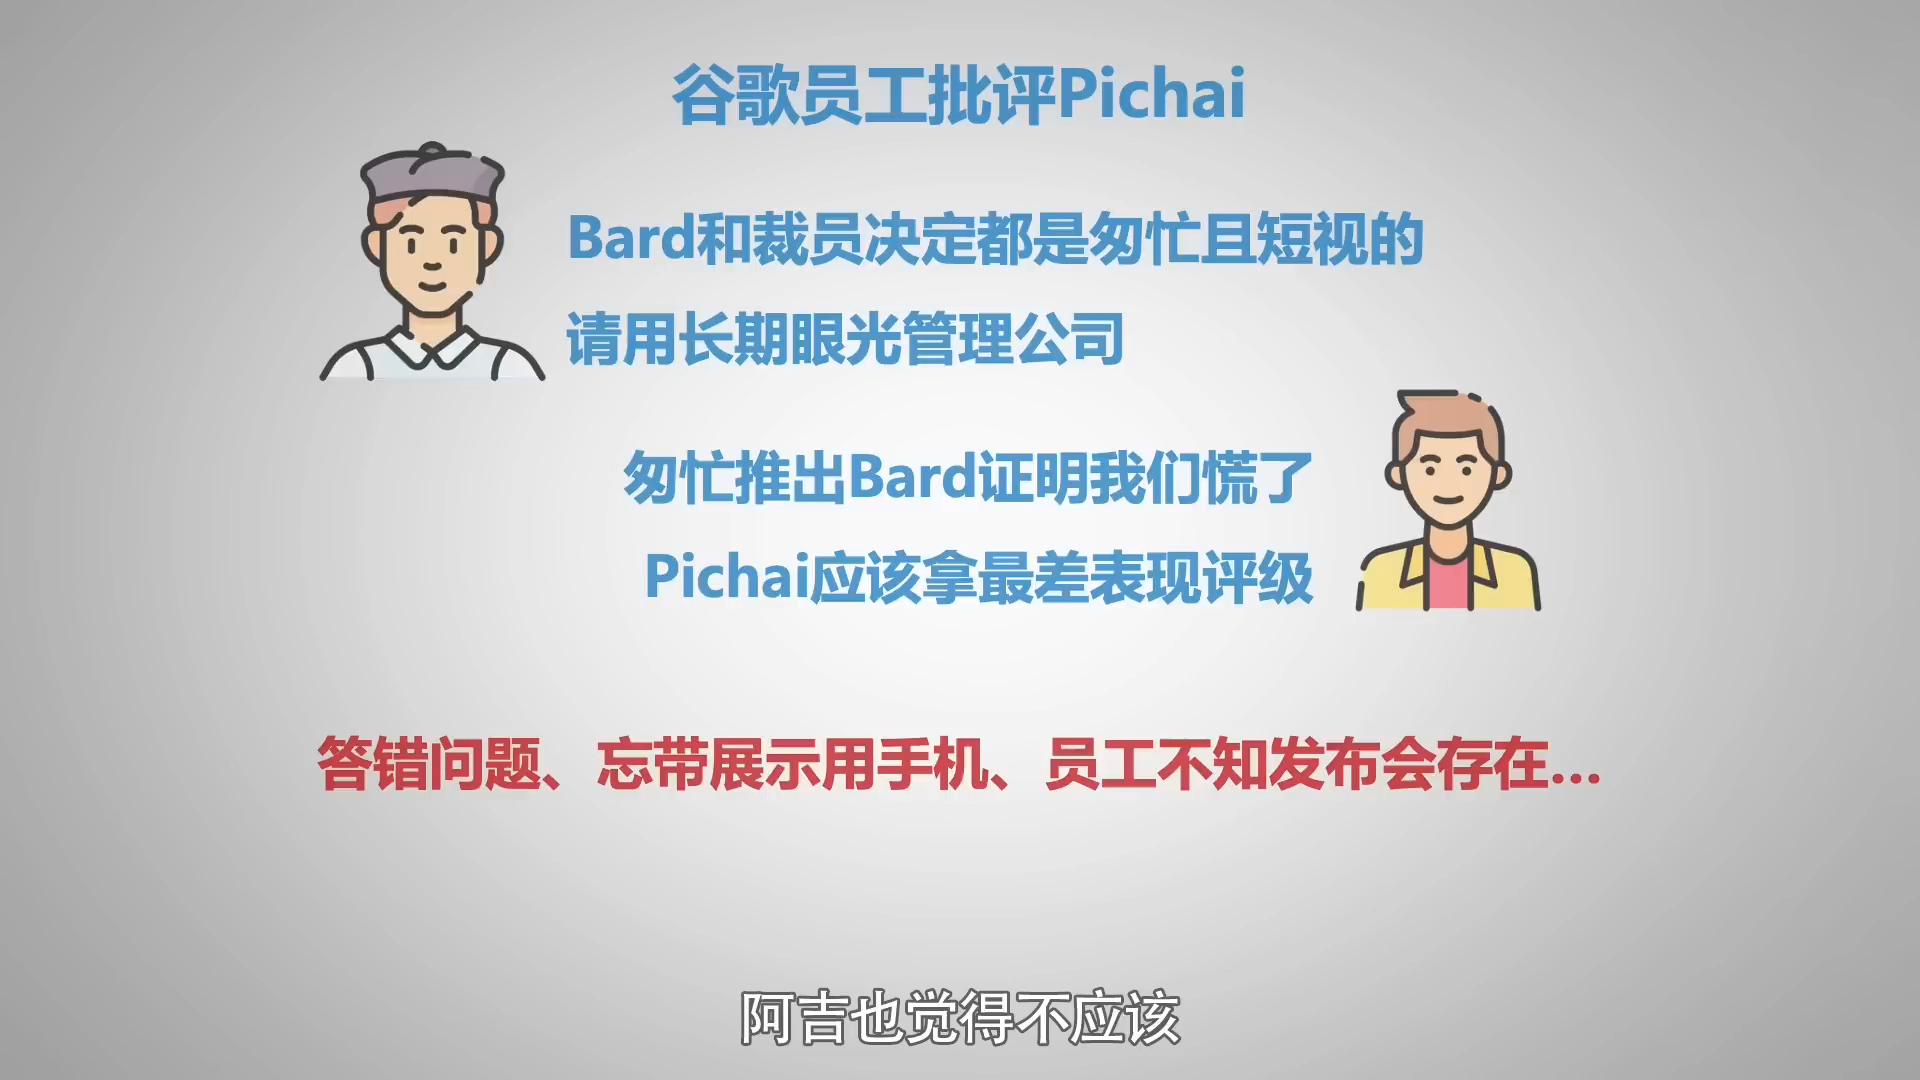 谷歌员工批评Pichai
Bard和裁员决定都是匆忙且短视的
请用长期眼光管理公司
匆忙推出Bard证明我们慌了
Pichai应该拿最差表现评级
答错问题、忘带展示用手机、员工不知发布会存在...
阿吉也觉得不应该